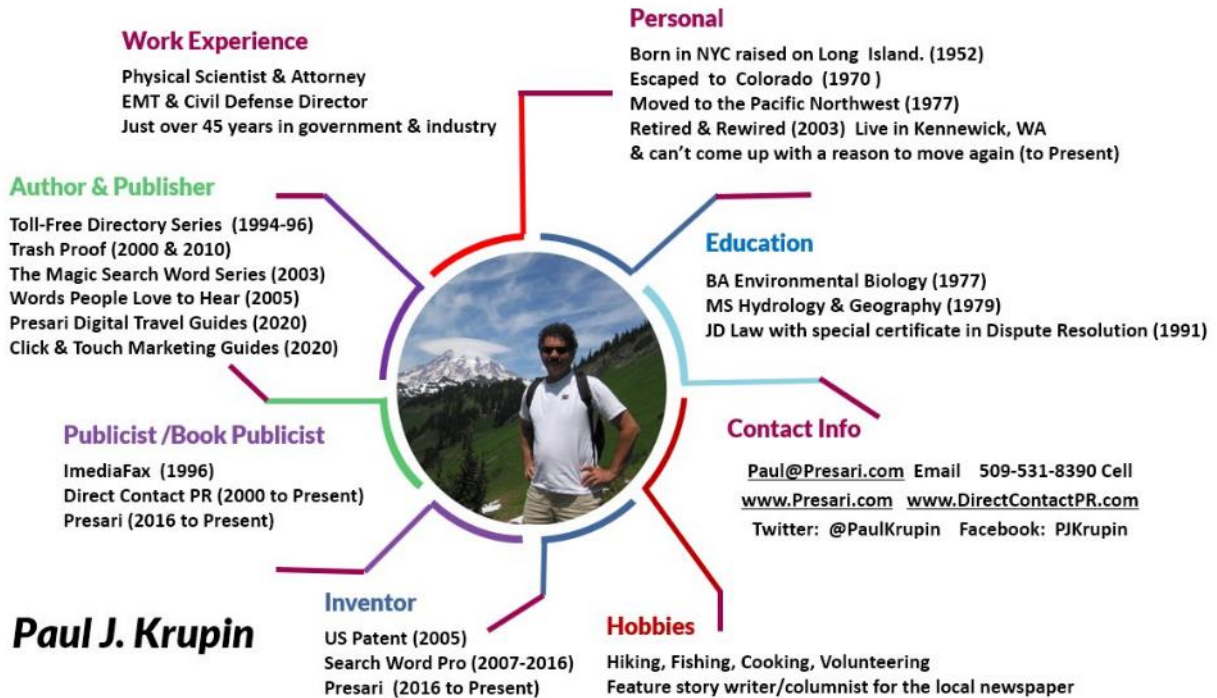 Work Experience
Physical Scientist & Attorney
EMT & Civil Defense Director
Just over 45 years in government & industry
Personal
Born in NYC raised on Long Island. (1952)
Escaped to Colorado (1970 )
Moved to the Pacific Northwest (1977)
Retired & Rewired (2003) Live in Kennewick, WA
& can't come up with a reason to move again (to Present)
Author & Publisher
Toll-Free Directory Series (1994-96)
Trash Proof (2000 & 2010)
The Magic Search Word Series (2003)
Words People Love to Hear (2005)
Presari Digital Travel Guides (2020)
Click & Touch Marketing Guides (2020)
Education
BA Environmental Biology (1977)
MS Hydrology & Geography (1979)
JD Law with special certificate in Dispute Resolution (1991)
Publicist /Book Publicist
ImediaFax (1996)
Direct Contact PR (2000 to Present)
Presari (2016 to Present)
Contact Info
Paul@Presari.com Email 509-531-8390 Cell
www.Presari.com www.DirectContactPR.com
Twitter: @PaulKrupin Facebook: PJKrupin
Paul J. Krupin
Inventor
US Patent (2005)
Search Word Pro (2007-2016)
Presari (2016 to Present)
Hobbies
Hiking, Fishing, Cooking, Volunteering
Feature story writer/columnist for the local newspaper